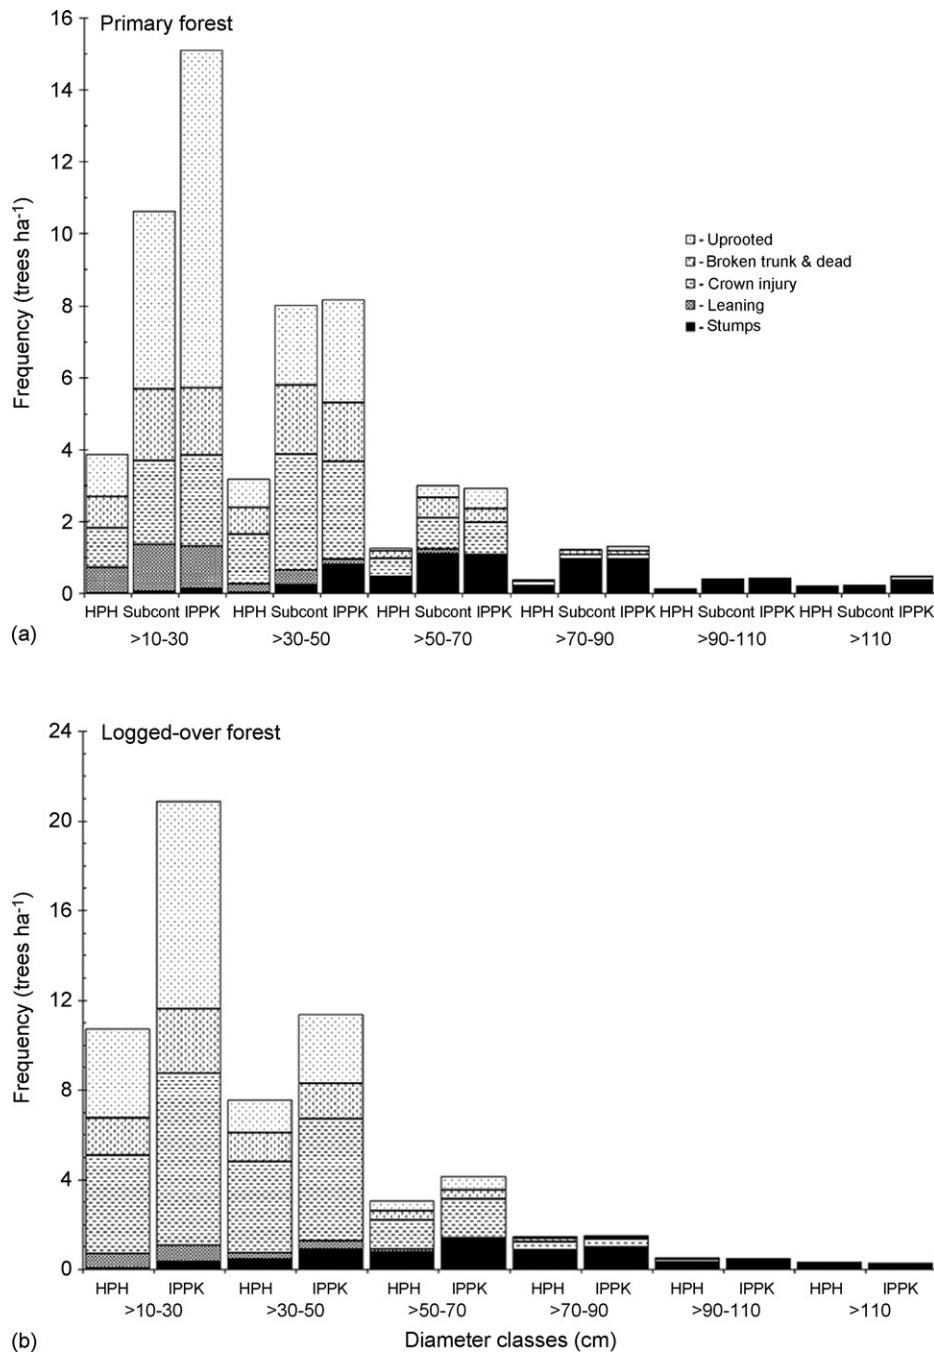 16
Primary forest
14
12
10
8
6
4
2
0
Frequency (trees ha⁻¹)
- Uprooted
- Broken trunk & dead
- Crown injury
- Leaning
- Stumps
HPH Subcont IPPK HPH Subcont IPPK HPH Subcont IPPK HPH Subcont IPPK HPH Subcont IPPK HPH Subcont IPPK
(a) >10-30 >30-50 >50-70 >70-90 >90-110 >110
24
Logged-over forest
20
16
12
8
4
0
Frequency (trees ha⁻¹)
HPH IPPK HPH IPPK HPH IPPK HPH IPPK HPH IPPK HPH IPPK
>10-30 >30-50 >50-70 >70-90 >90-110 >110
(b) Diameter classes (cm)